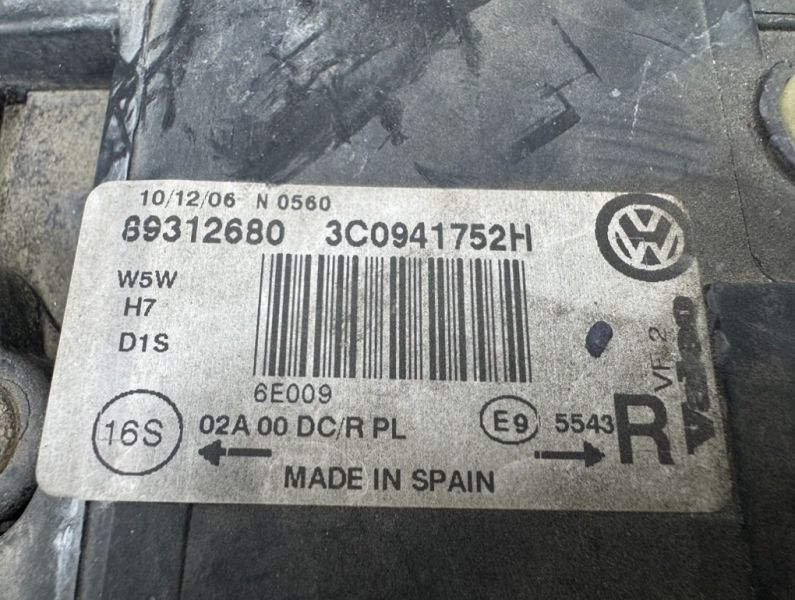 10/12/06 N 0560
89312680 3C0941752H
W5W
H7
D1S
6E009
16S 02A 00 DC/R PL E9 5543 R
MADE IN SPAIN
VF 2
Valeo